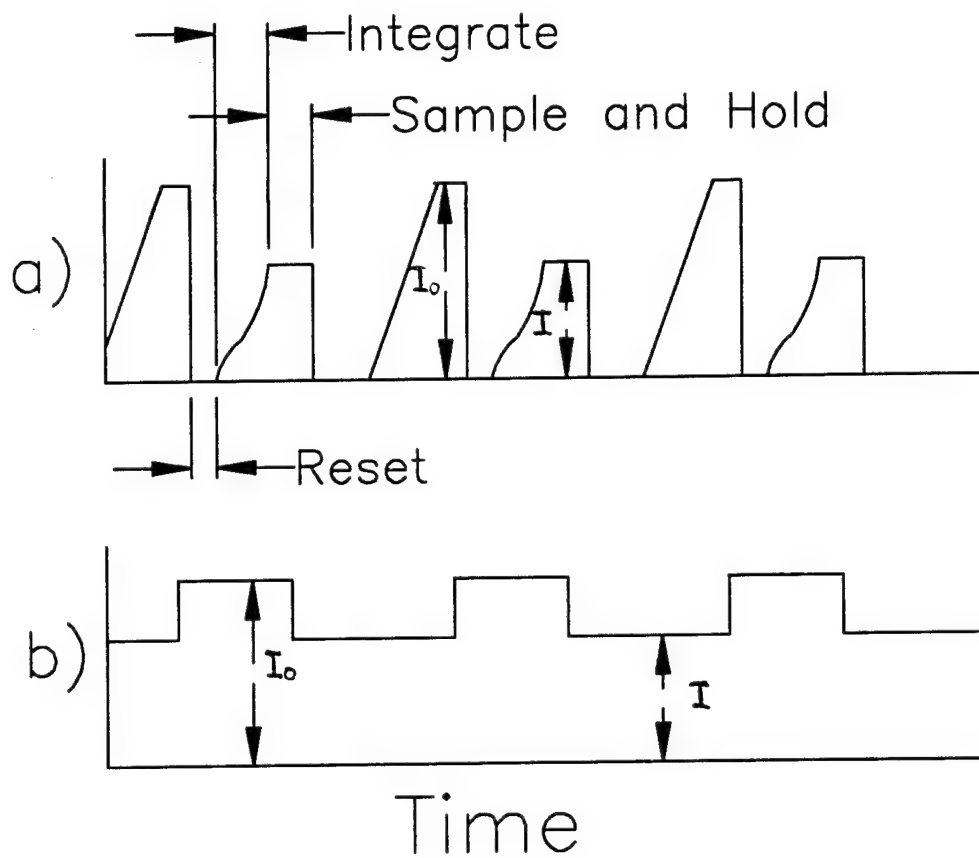 Integrate
Sample and Hold
a)
I₀
I
Reset
b)
I₀
I
Time